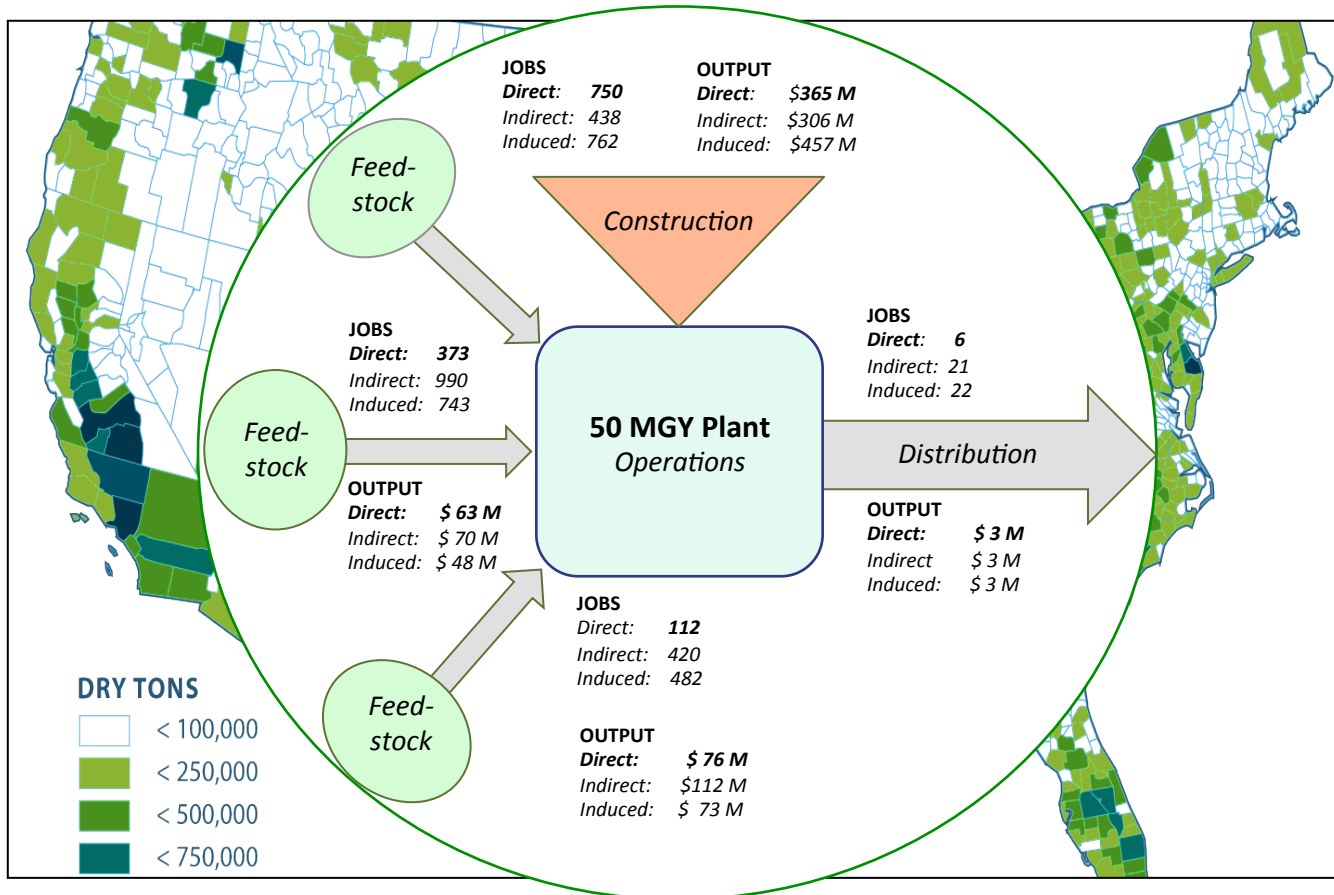 JOBS
Direct: 750
Indirect: 438
Induced: 762
OUTPUT
Direct: $365 M
Indirect: $306 M
Induced: $457 M
Feed-
stock
Construction
JOBS
Direct: 373
Indirect: 990
Induced: 743
JOBS
Direct: 6
Indirect: 21
Induced: 22
Feed-
stock
50 MGY Plant
Operations
Distribution
OUTPUT
Direct: $ 63 M
Indirect: $ 70 M
Induced: $ 48 M
OUTPUT
Direct: $ 3 M
Indirect $ 3 M
Induced: $ 3 M
JOBS
Direct: 112
Indirect: 420
Induced: 482
Feed-
stock
OUTPUT
Direct: $ 76 M
Indirect: $112 M
Induced: $ 73 M
DRY TONS
< 100,000
< 250,000
< 500,000
< 750,000